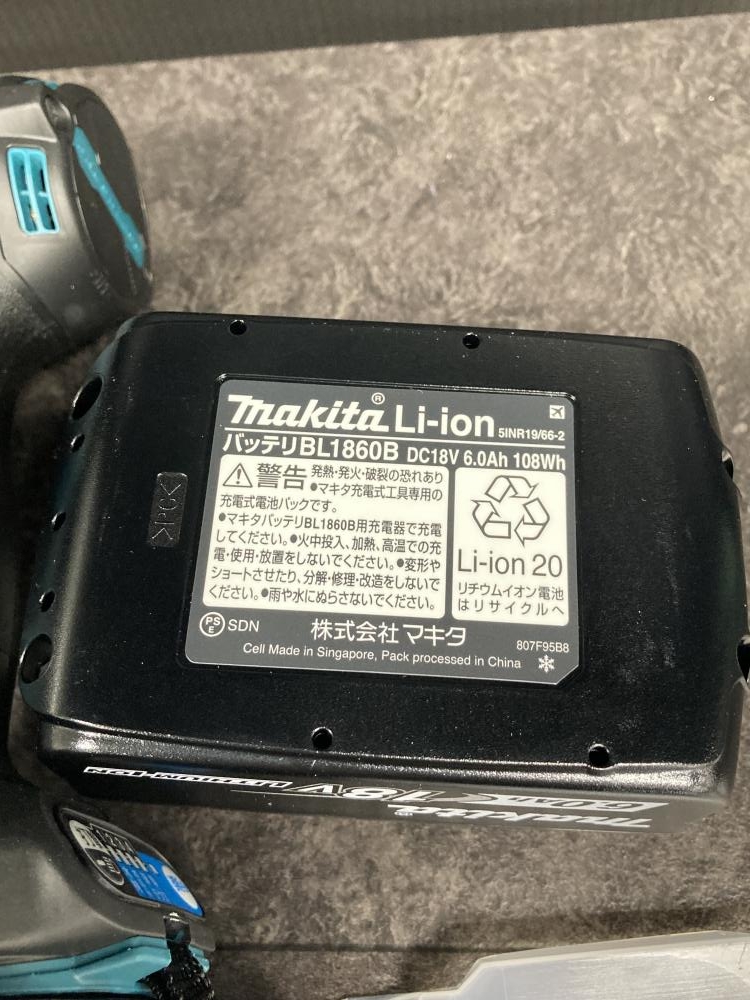 makita® Li-ion 5INR19/66-2
バッテリBL1860B DC18V 6.0Ah 108Wh
警告 発熱・発火・破裂の恐れあり
●マキタ充電式工具専用の
充電式電池パックです。
●マキタバッテリBL1860B用充電器で充電
してください。●火中投入、加熱、高温での充
電・使用・放置をしないでください。●変形や
ショートさせたり、分解・修理・改造をしないで
ください。●雨や水にぬらさないでください。
Li-ion 20
リチウムイオン電池
はリサイクルへ
PSE SDN 株式会社マキタ 807F95B8
Cell Made in Singapore, Pack processed in China
>PC<
makita 18V LITHIUM-ION
6.0Ah